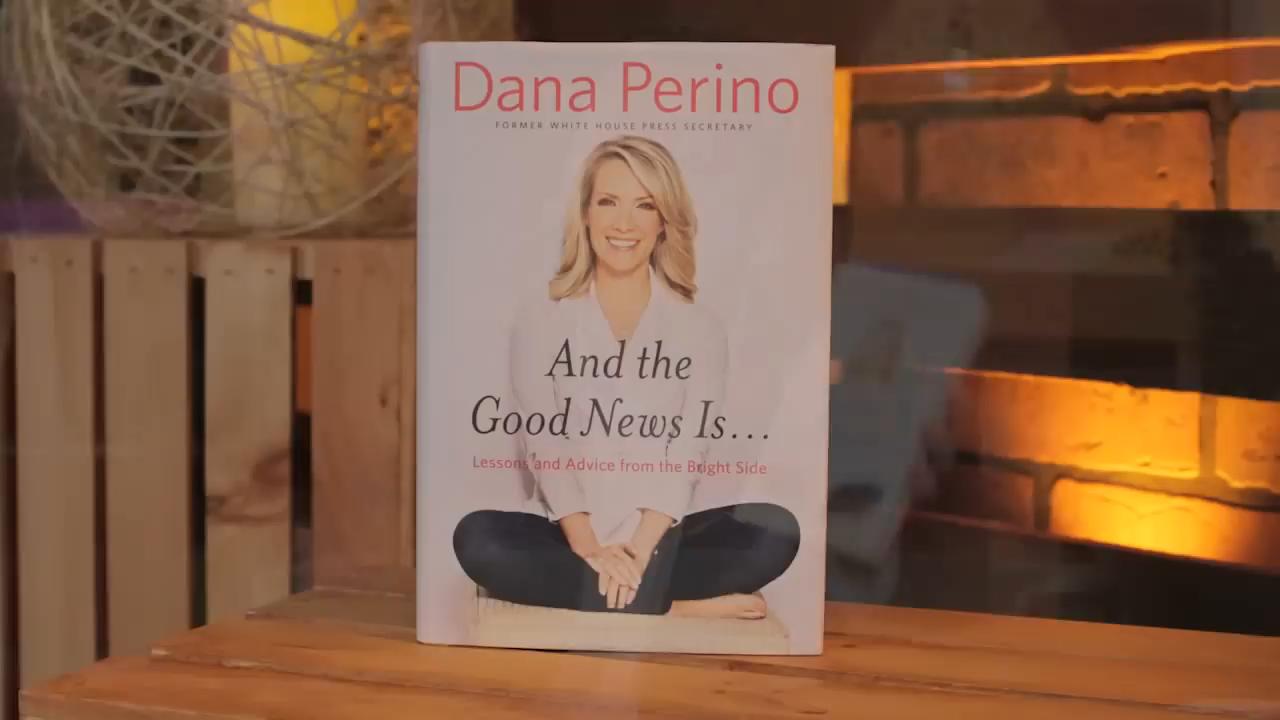 Dana Perino
FORMER WHITE HOUSE PRESS SECRETARY
And the
Good News Is...
Lessons and Advice from the Bright Side